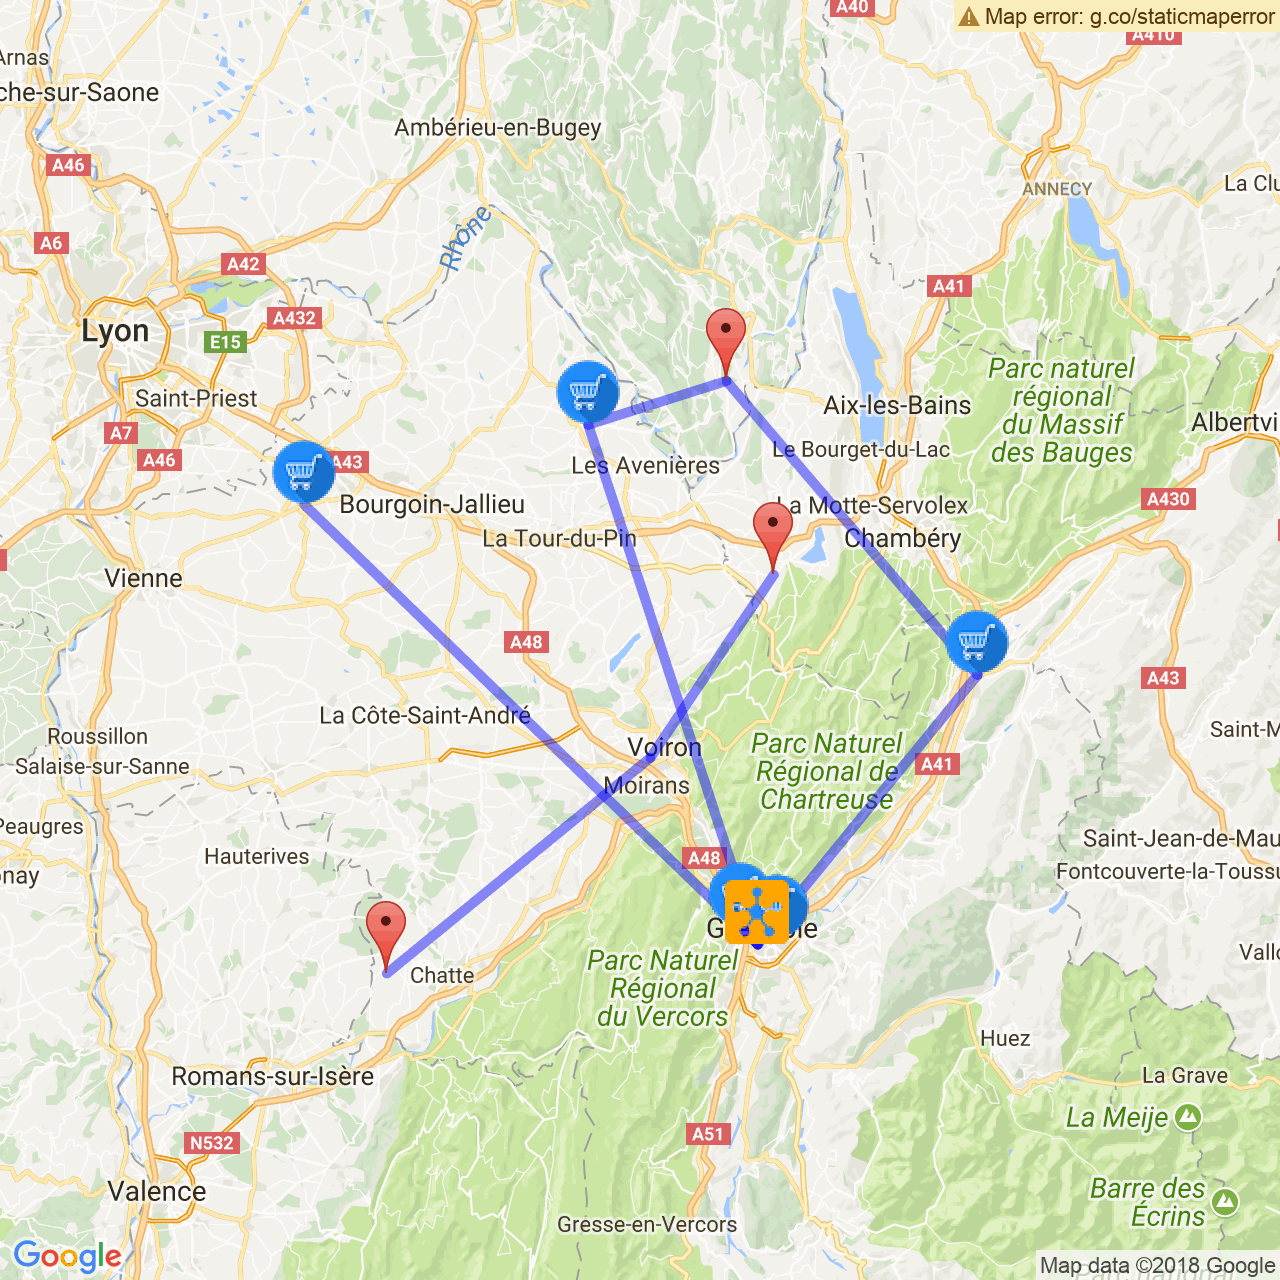 A40
Map error: g.co/staticmaperror
A410
Arnas
che-sur-Saone
Ambérieu-en-Bugey
A46
ANNECY
La Clu
Rhône
A6
A42
A41
A432
Lyon
E15
Parc naturel
régional
du Massif
des Bauges
Saint-Priest
Aix-les-Bains
Albertvi
A7
A46
A43
Les Avenières
Le Bourget-du-Lac
Bourgoin-Jallieu
La Motte-Servolex
A430
La Tour-du-Pin
Chambéry
Vienne
A48
A43
La Côte-Saint-André
Roussillon
Salaise-sur-Sanne
Voiron
Moirans
Parc Naturel
Régional de
Chartreuse
A41
Saint-M
Peaugres
onay
Hauterives
A48
Saint-Jean-de-Mau
Fontcouverte-la-Toussu
Chatte
Parc Naturel
Régional
du Vercors
Vallo
Huez
Romans-sur-Isère
La Grave
La Meije
N532
A51
Valence
Barre des
Écrins
Gresse-en-Vercors
Google
Map data ©2018 Google